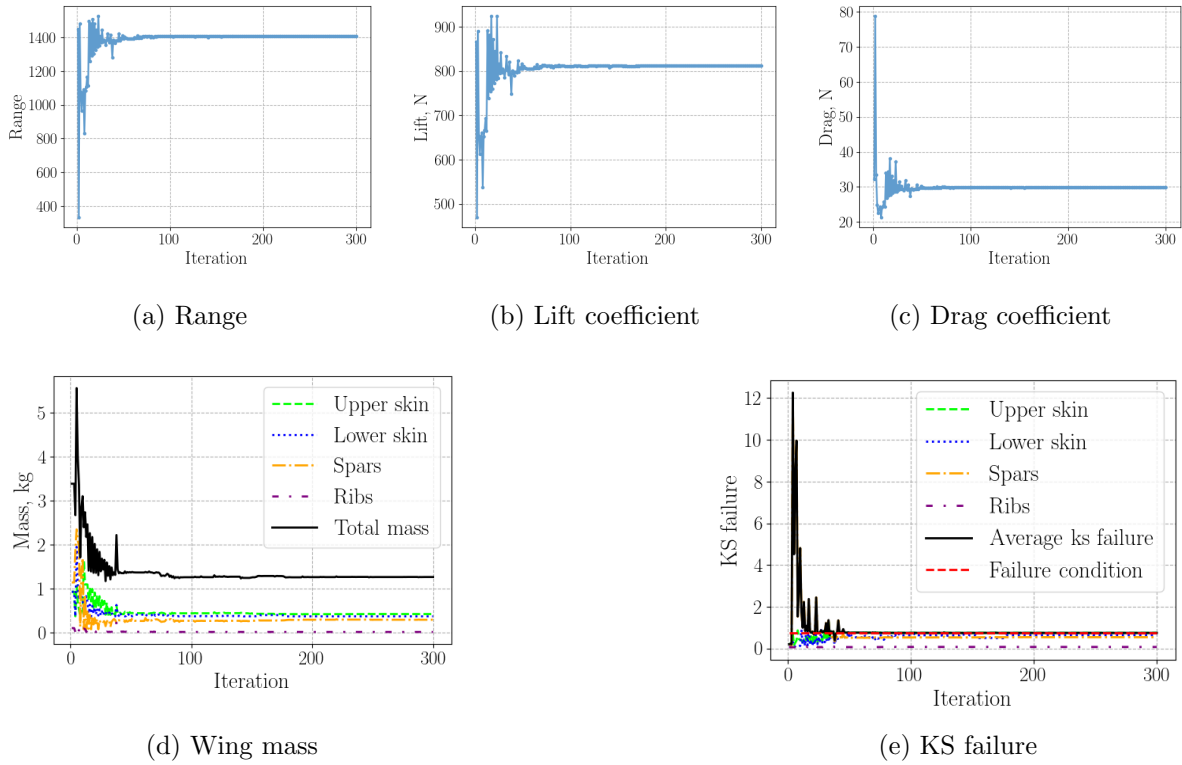 Range
1400
1200
1000
800
600
400
0
100
200
300
Iteration
(a) Range
Lift, N
900
800
700
600
500
0
100
200
300
Iteration
(b) Lift coefficient
Drag, N
80
70
60
50
40
30
20
0
100
200
300
Iteration
(c) Drag coefficient
Mass, kg
5
4
3
2
1
0
0
100
200
300
Iteration
Upper skin
Lower skin
Spars
Ribs
Total mass
(d) Wing mass
KS failure
12
10
8
6
4
2
0
0
100
200
300
Iteration
Upper skin
Lower skin
Spars
Ribs
Average ks failure
Failure condition
(e) KS failure